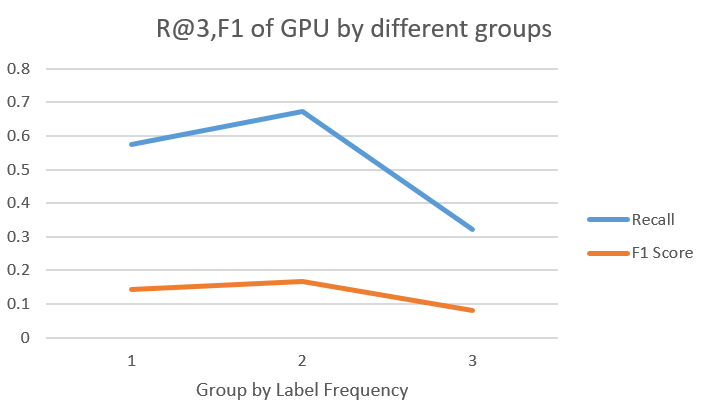 R@3,F1 of GPU by different groups
0.8
0.7
0.6
0.5
0.4
0.3
0.2
0.1
0
1 2 3
Group by Label Frequency
Recall
F1 Score